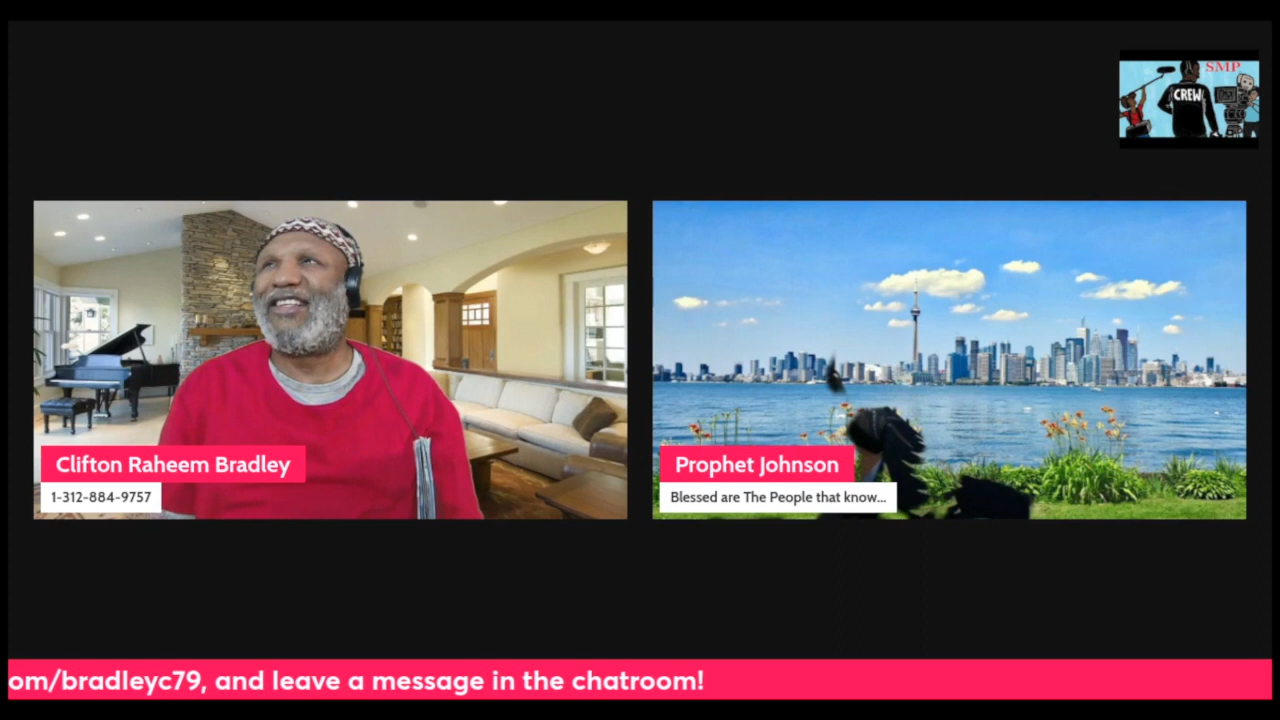 SMP
CREW
Clifton Raheem Bradley
1-312-884-9757
Prophet Johnson
Blessed are The People that know...
om/bradleyc79, and leave a message in the chatroom!